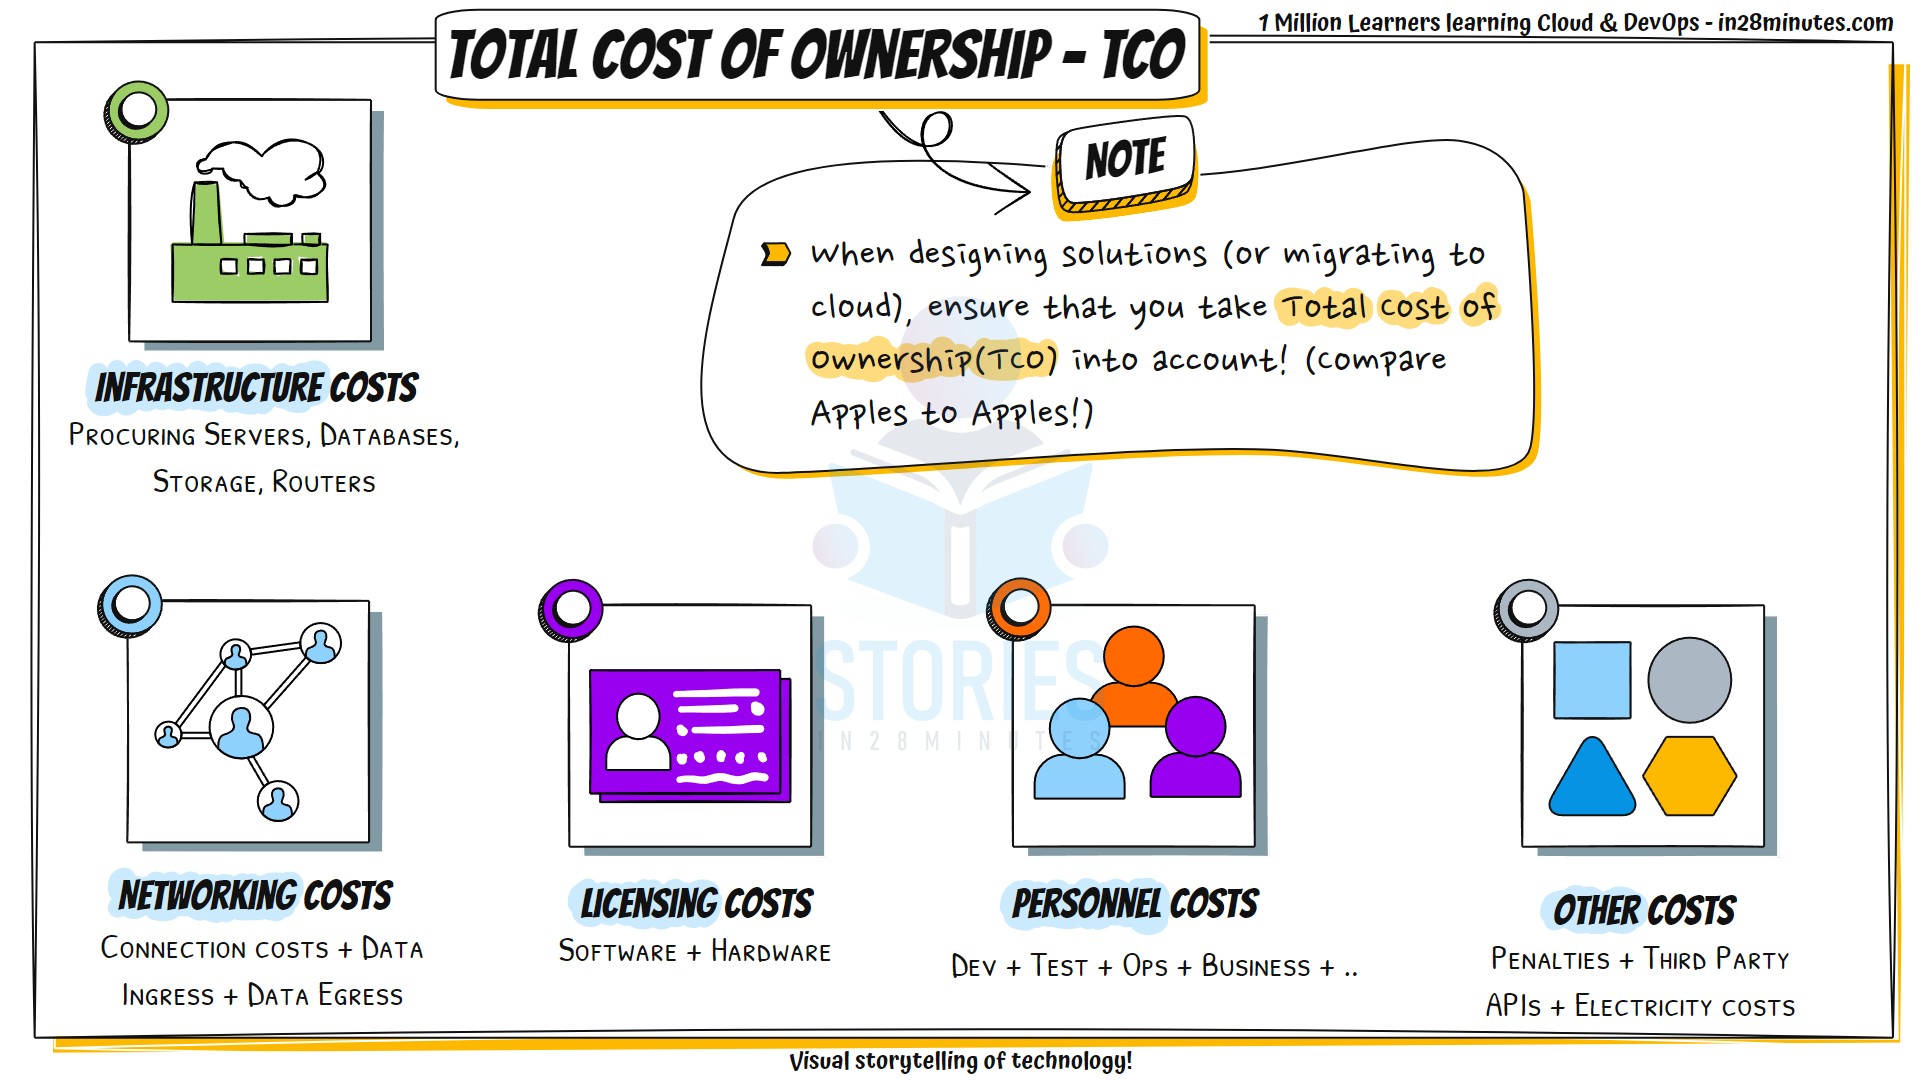 1 Million Learners learning Cloud & DevOps - in28minutes.com
TOTAL COST OF OWNERSHIP - TCO
NOTE
When designing solutions (or migrating to
cloud), ensure that you take Total Cost of
Ownership(TCO) into account! (Compare
Apples to Apples!)
INFRASTRUCTURE COSTS
Procuring Servers, Databases,
Storage, Routers
STORIES
IN28MINUTES
NETWORKING COSTS
Connection costs + Data
Ingress + Data Egress
LICENSING COSTS
Software + Hardware
PERSONNEL COSTS
Dev + Test + Ops + Business + ..
OTHER COSTS
Penalties + Third Party
APIs + Electricity costs
Visual storytelling of technology!